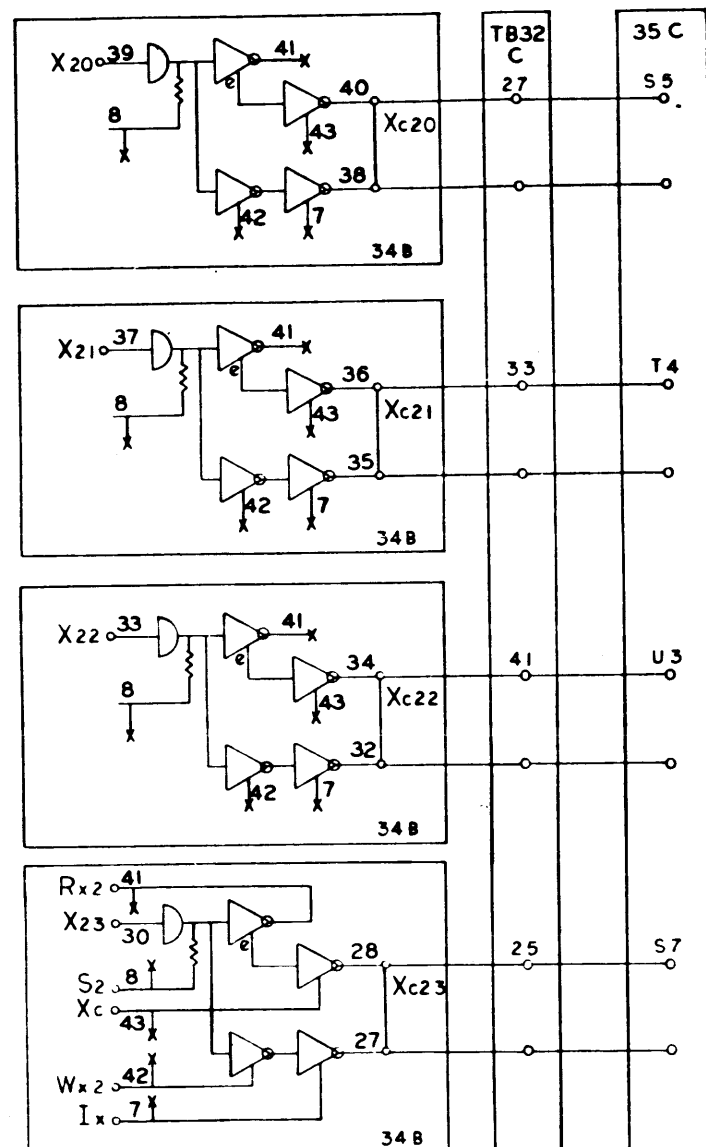 TB32 C
35 C
X20 39 41
8 e 40 Xc20 27 S5
43
38
42 7
34B
X21 37 41
8 e 36 Xc21 33 T4
43
35
42 7
34B
X22 33 41
8 e 34 Xc22 41 U3
43
32
42 7
34B
Rx2 41
X23 30
e 28 Xc23 25 S7
S2 8
Xc 43
27
Wx2 42
Ix 7
34B